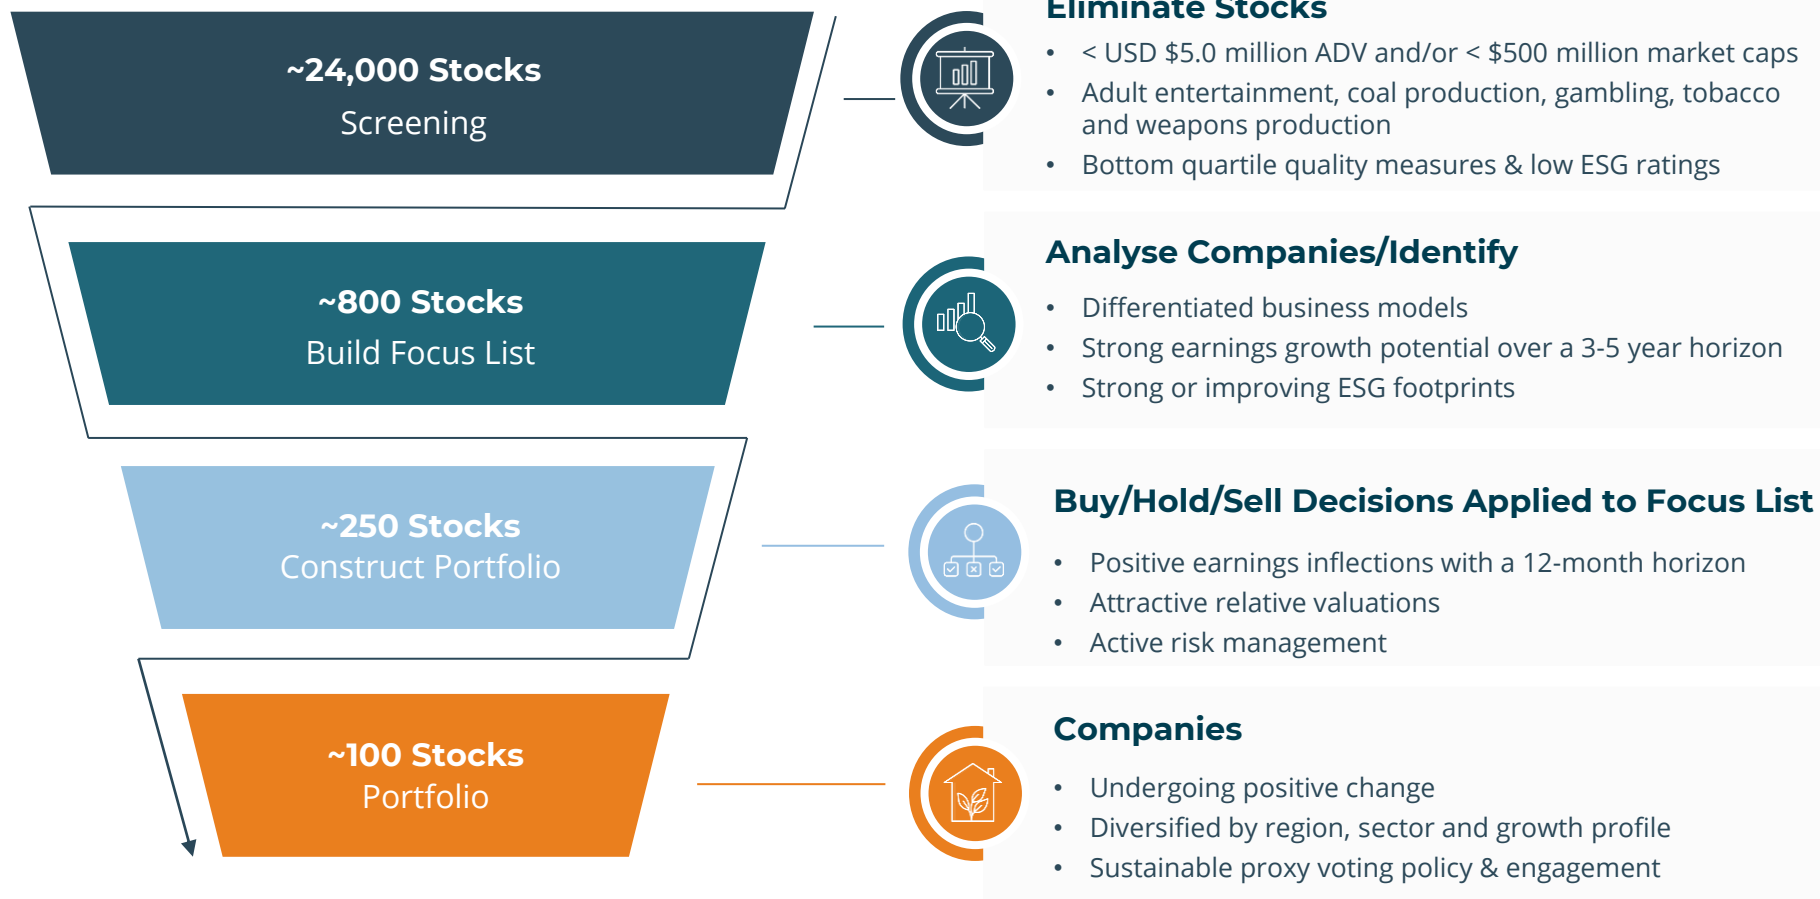 ~24,000 Stocks
Screening
Eliminate Stocks
• < USD $5.0 million ADV and/or < $500 million market caps
• Adult entertainment, coal production, gambling, tobacco
and weapons production
• Bottom quartile quality measures & low ESG ratings
~800 Stocks
Build Focus List
Analyse Companies/Identify
• Differentiated business models
• Strong earnings growth potential over a 3-5 year horizon
• Strong or improving ESG footprints
~250 Stocks
Construct Portfolio
Buy/Hold/Sell Decisions Applied to Focus List
• Positive earnings inflections with a 12-month horizon
• Attractive relative valuations
• Active risk management
~100 Stocks
Portfolio
Companies
• Undergoing positive change
• Diversified by region, sector and growth profile
• Sustainable proxy voting policy & engagement